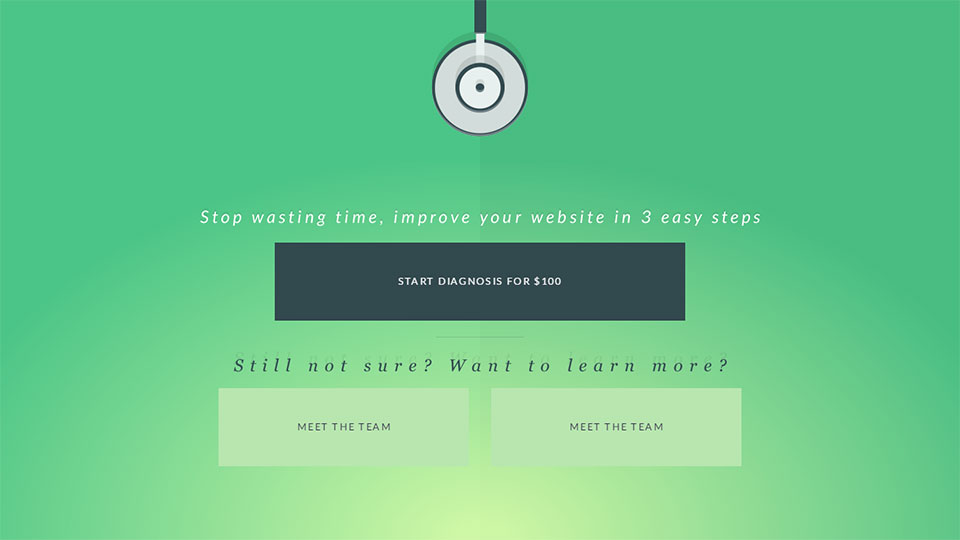 Stop wasting time, improve your website in 3 easy steps
START DIAGNOSIS FOR $100
Still not sure? Want to learn more?
MEET THE TEAM
MEET THE TEAM